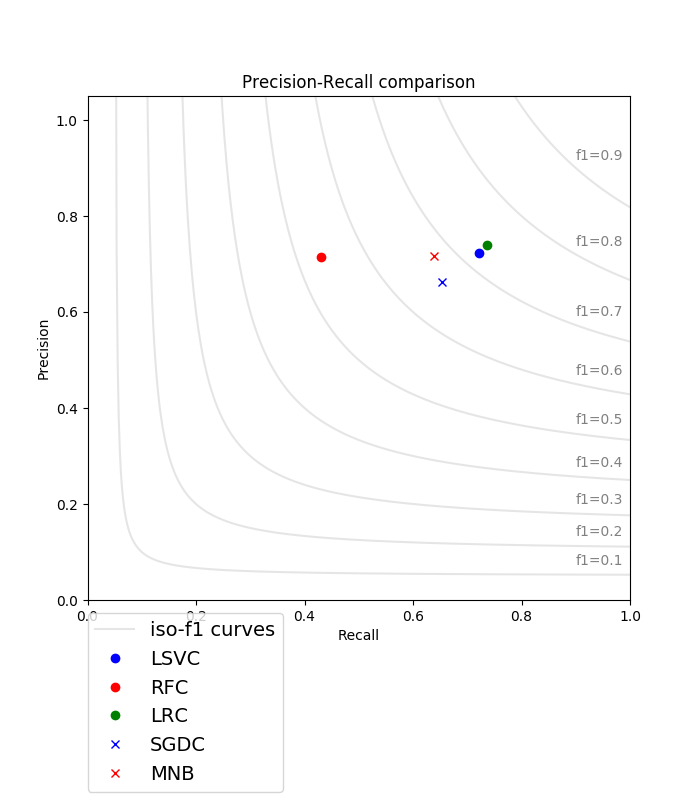 Precision-Recall comparison
1.0
0.8
0.6
0.4
0.2
0.0
Precision
f1=0.9
f1=0.8
f1=0.7
f1=0.6
f1=0.5
f1=0.4
f1=0.3
f1=0.2
f1=0.1
0.0 0.2 0.4 0.6 0.8 1.0
Recall
iso-f1 curves
LSVC
RFC
LRC
SGDC
MNB